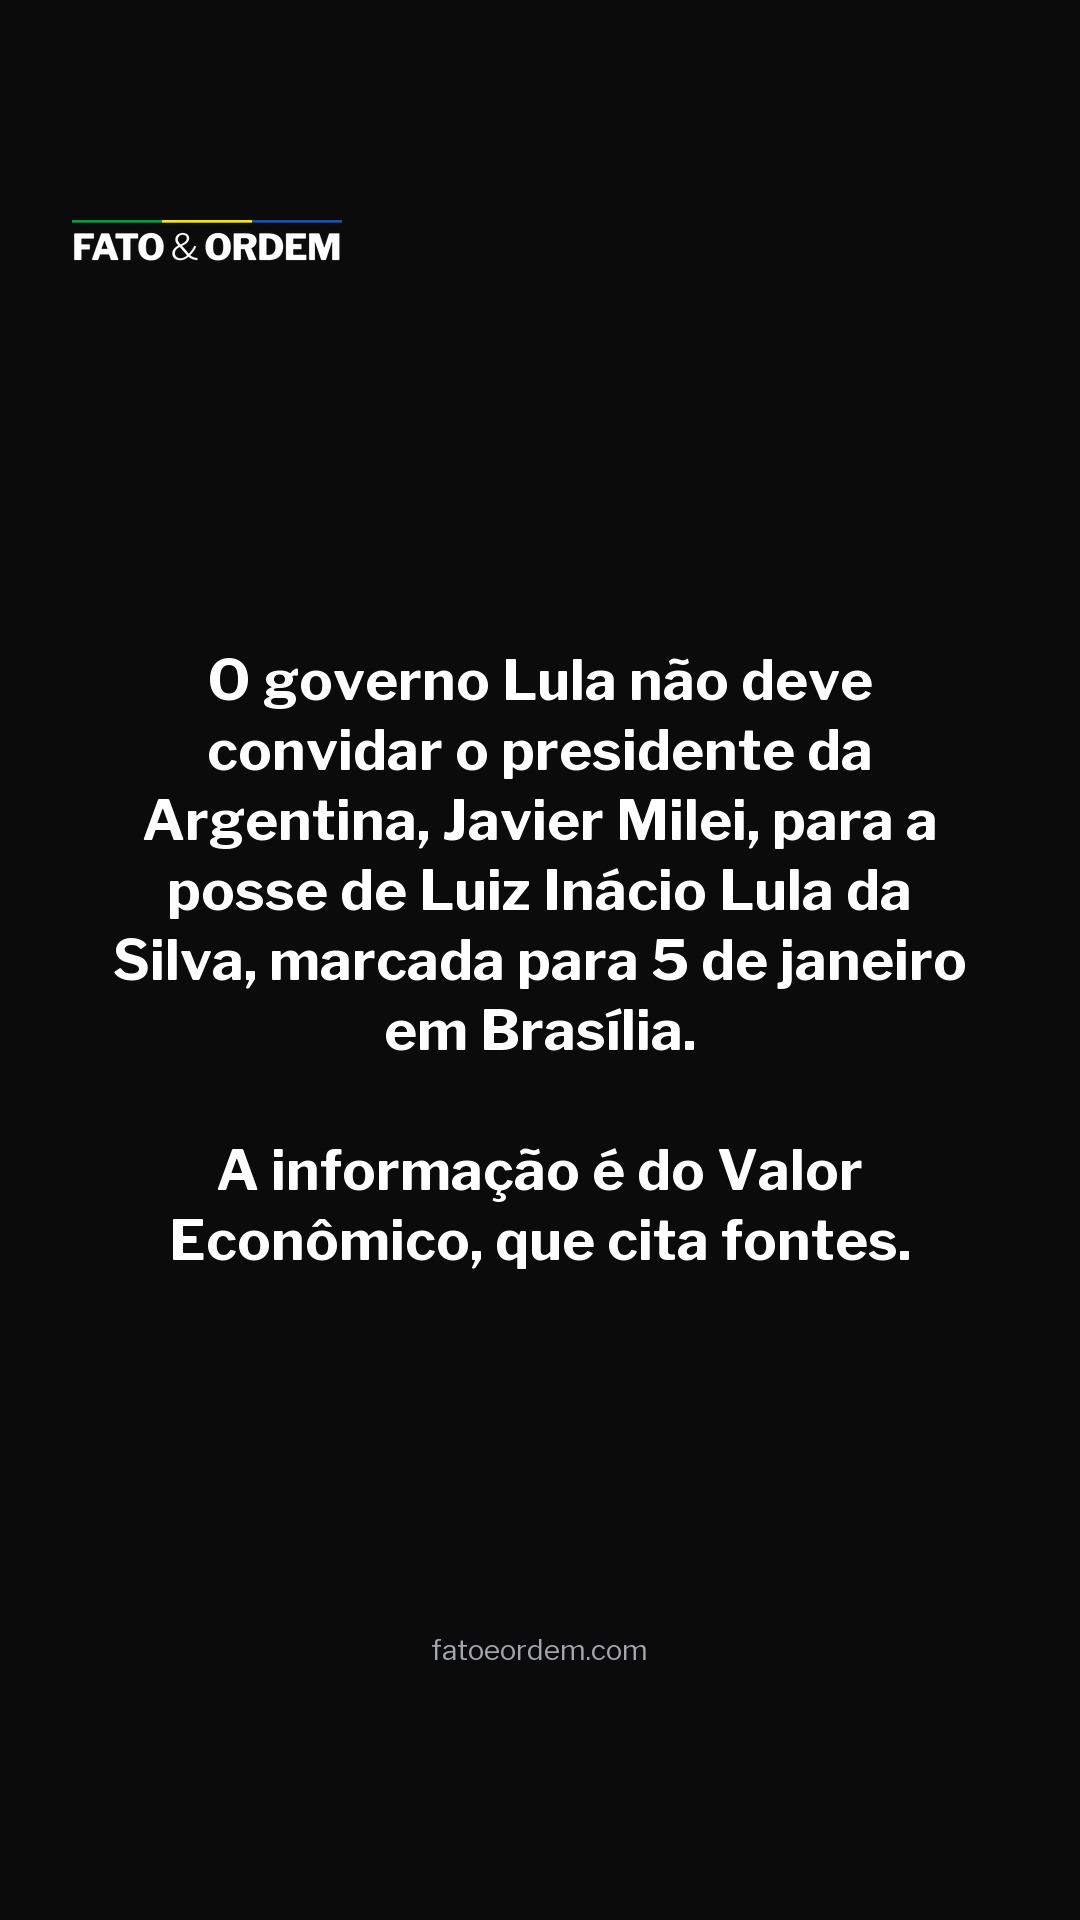 FATO & ORDEM
O governo Lula não deve
convidar o presidente da
Argentina, Javier Milei, para a
posse de Luiz Inácio Lula da
Silva, marcada para 5 de janeiro
em Brasília.
A informação é do Valor
Econômico, que cita fontes.
fatoeordem.com